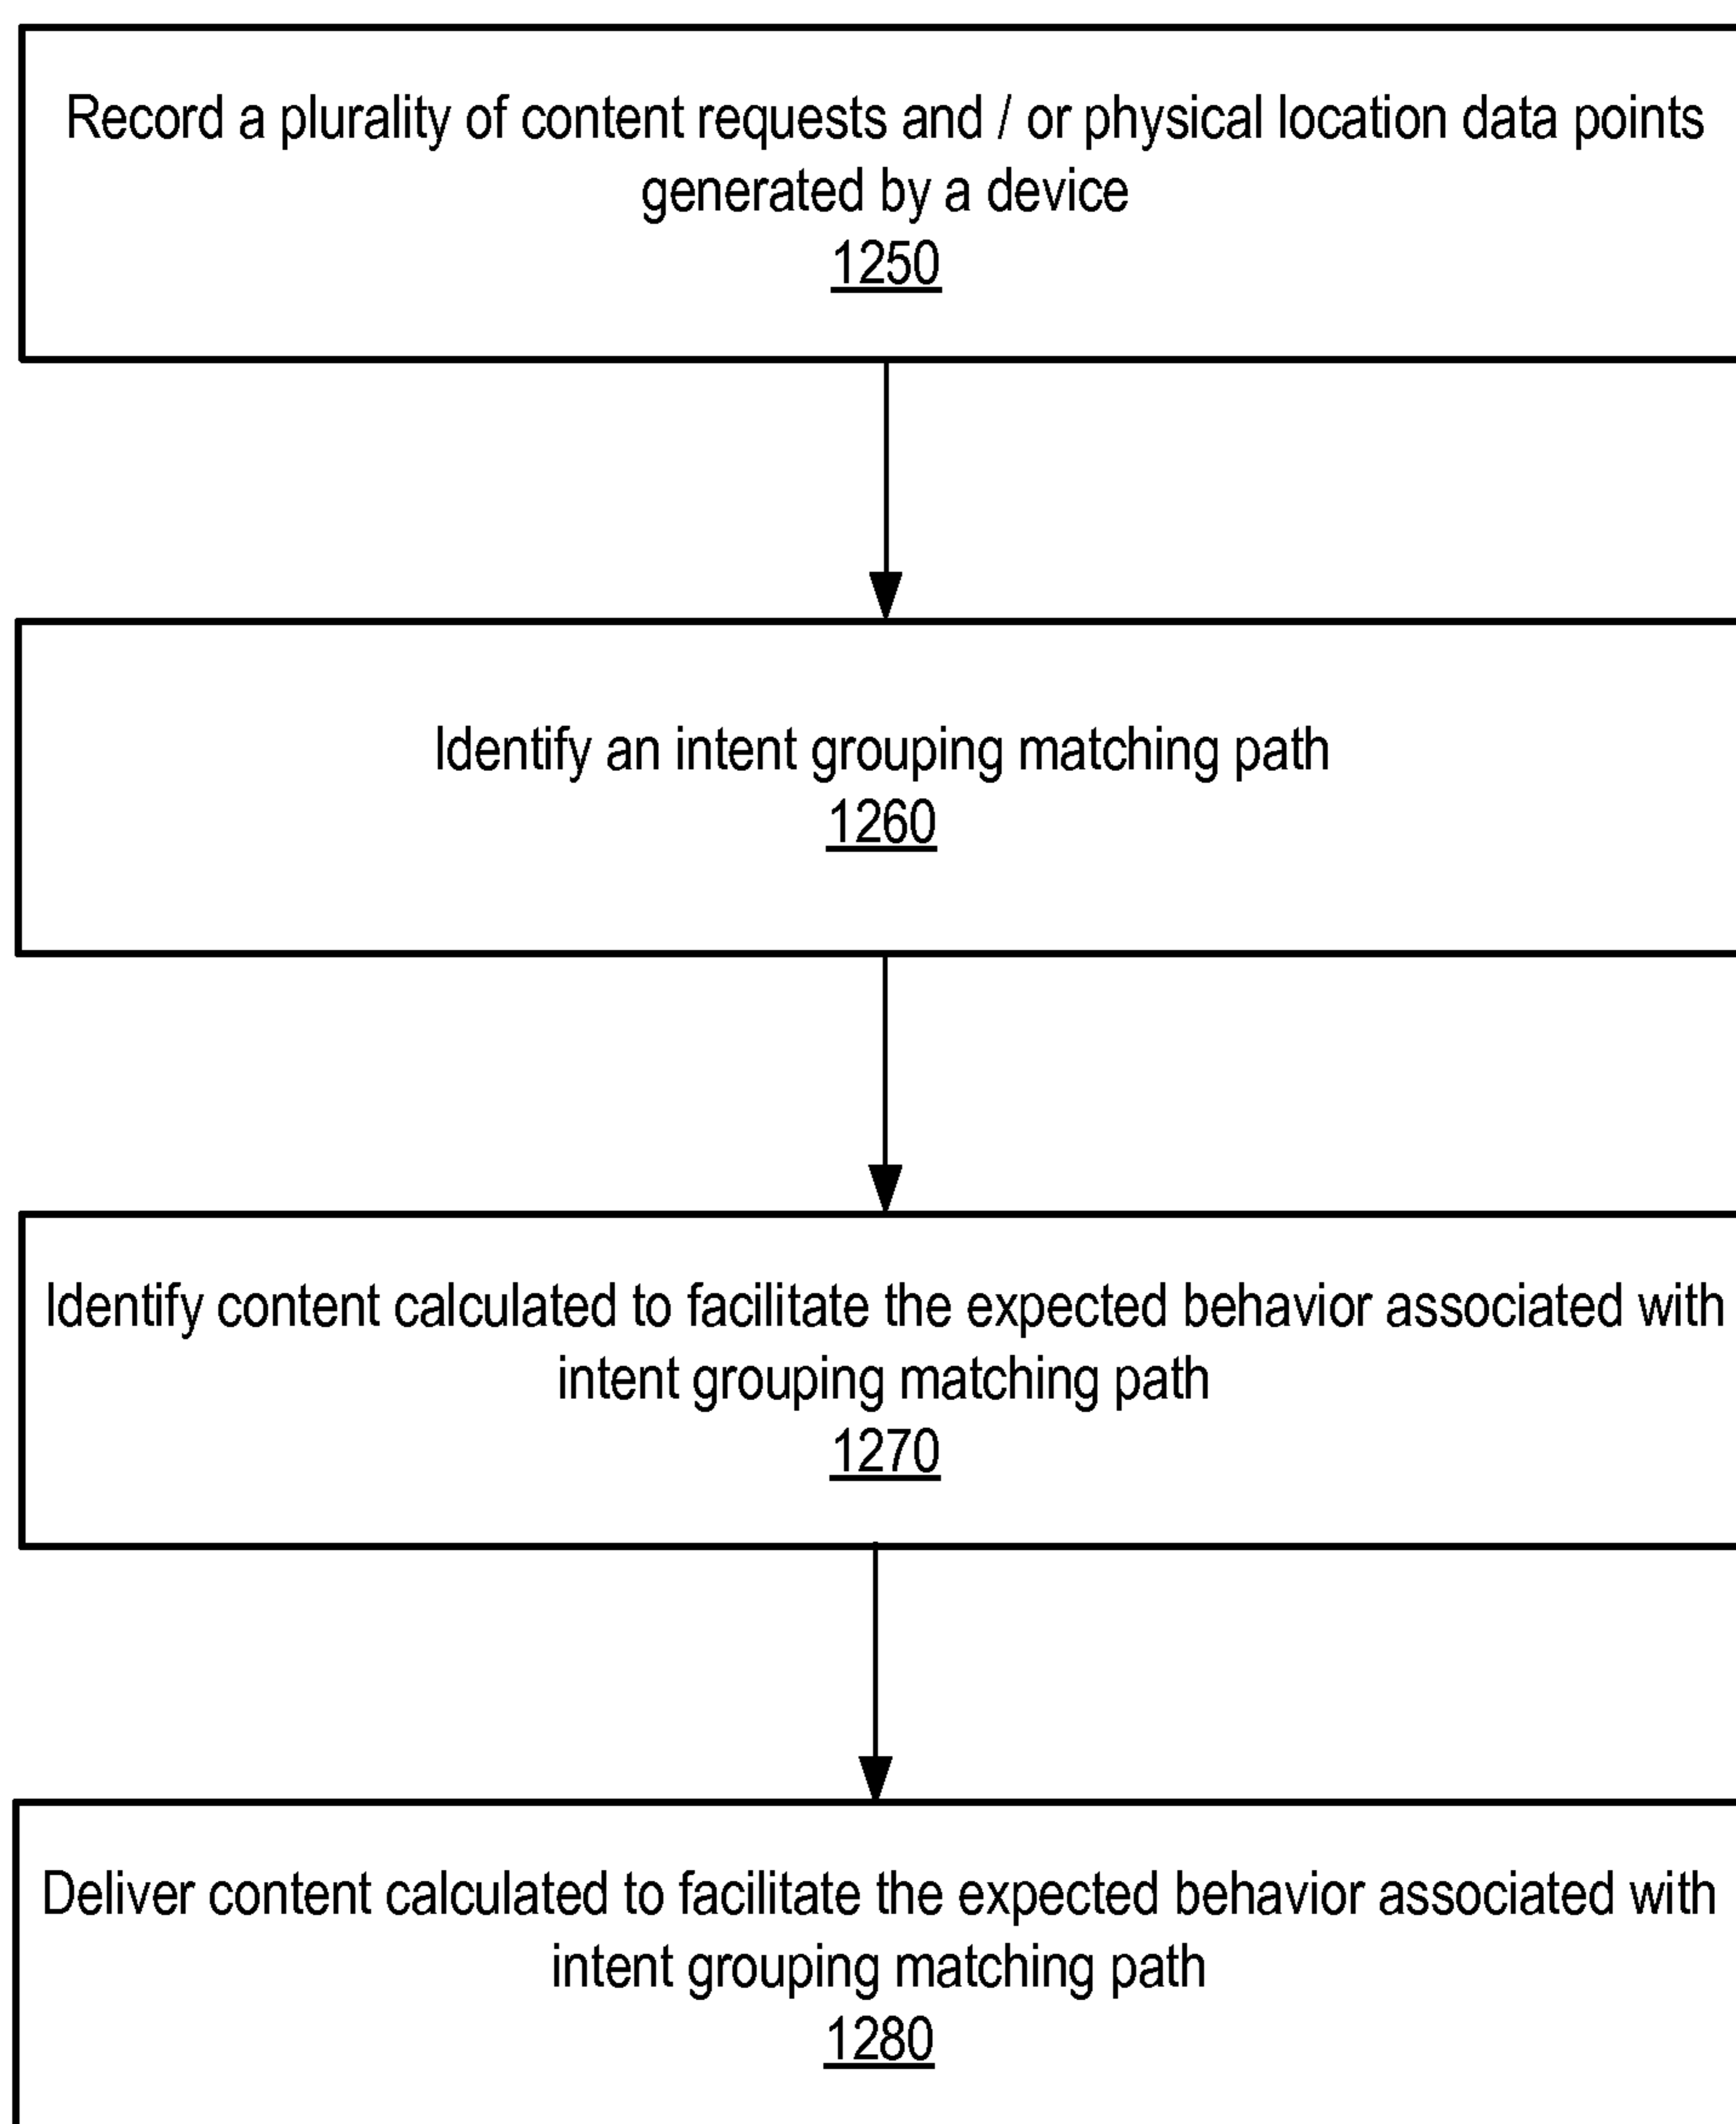 Record a plurality of content requests and / or physical location data points
generated by a device
1250
Identify an intent grouping matching path
1260
Identify content calculated to facilitate the expected behavior associated with
intent grouping matching path
1270
Deliver content calculated to facilitate the expected behavior associated with
intent grouping matching path
1280